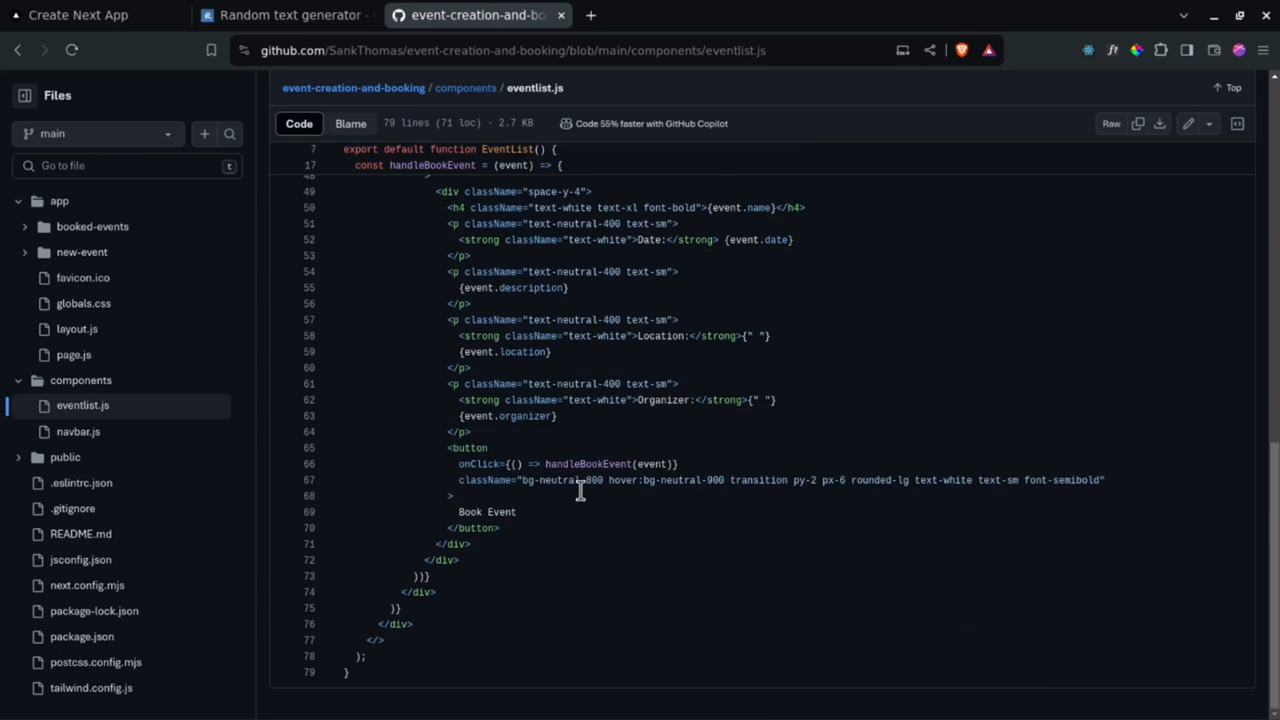 Create Next App
Random text generator -
event-creation-and-bo
github.com/SankThomas/event-creation-and-booking/blob/main/components/eventlist.js
Files
main
Go to file
t
app
booked-events
new-event
favicon.ico
globals.css
layout.js
page.js
components
eventlist.js
navbar.js
public
.eslintrc.json
.gitignore
README.md
jsconfig.json
next.config.mjs
package-lock.json
package.json
postcss.config.mjs
tailwind.config.js
event-creation-and-booking / components / eventlist.js
Top
Code
Blame
79 lines (71 loc) · 2.7 KB
Code 55% faster with GitHub Copilot
Raw
7 export default function EventList() {
17 const handleBookEvent = (event) => {
48 >
49 <div className="space-y-4">
50 <h4 className="text-white text-xl font-bold">{event.name}</h4>
51 <p className="text-neutral-400 text-sm">
52 <strong className="text-white">Date:</strong> {event.date}
53 </p>
54 <p className="text-neutral-400 text-sm">
55 {event.description}
56 </p>
57 <p className="text-neutral-400 text-sm">
58 <strong className="text-white">Location:</strong>{" "}
59 {event.location}
60 </p>
61 <p className="text-neutral-400 text-sm">
62 <strong className="text-white">Organizer:</strong>{" "}
63 {event.organizer}
64 </p>
65 <button
66 onClick={() => handleBookEvent(event)}
67 className="bg-neutral-800 hover:bg-neutral-900 transition py-2 px-6 rounded-lg text-white text-sm font-semibold"
68 >
69 Book Event
70 </button>
71 </div>
72 </div>
73 ))}
74 </div>
75 )}
76 </div>
77 </>
78 );
79 }